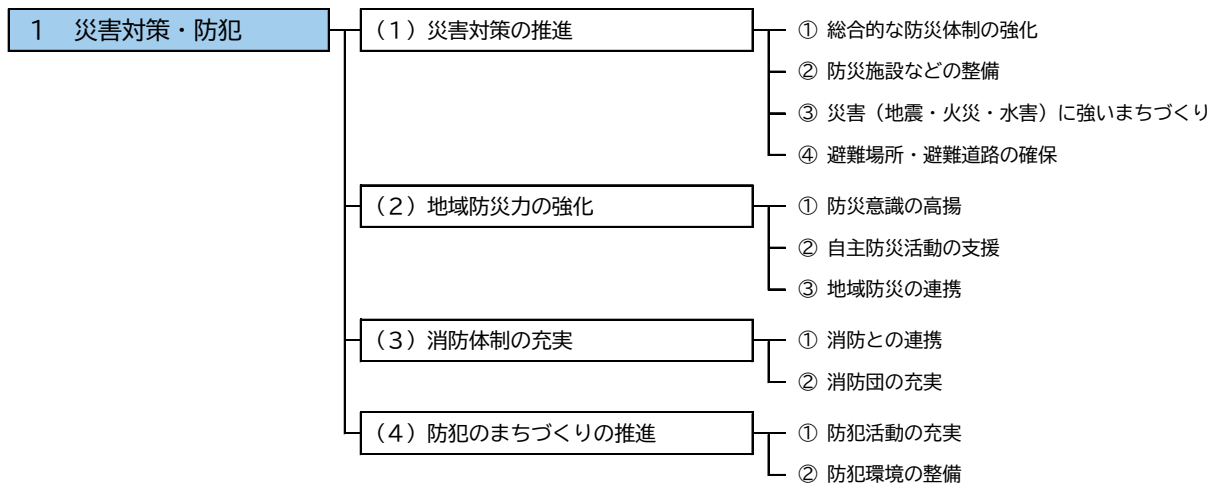 1 災害対策・防犯
（1）災害対策の推進
① 総合的な防災体制の強化
② 防災施設などの整備
③ 災害（地震・火災・水害）に強いまちづくり
④ 避難場所・避難道路の確保
（2）地域防災力の強化
① 防災意識の高揚
② 自主防災活動の支援
③ 地域防災の連携
（3）消防体制の充実
① 消防との連携
② 消防団の充実
（4）防犯のまちづくりの推進
① 防犯活動の充実
② 防犯環境の整備